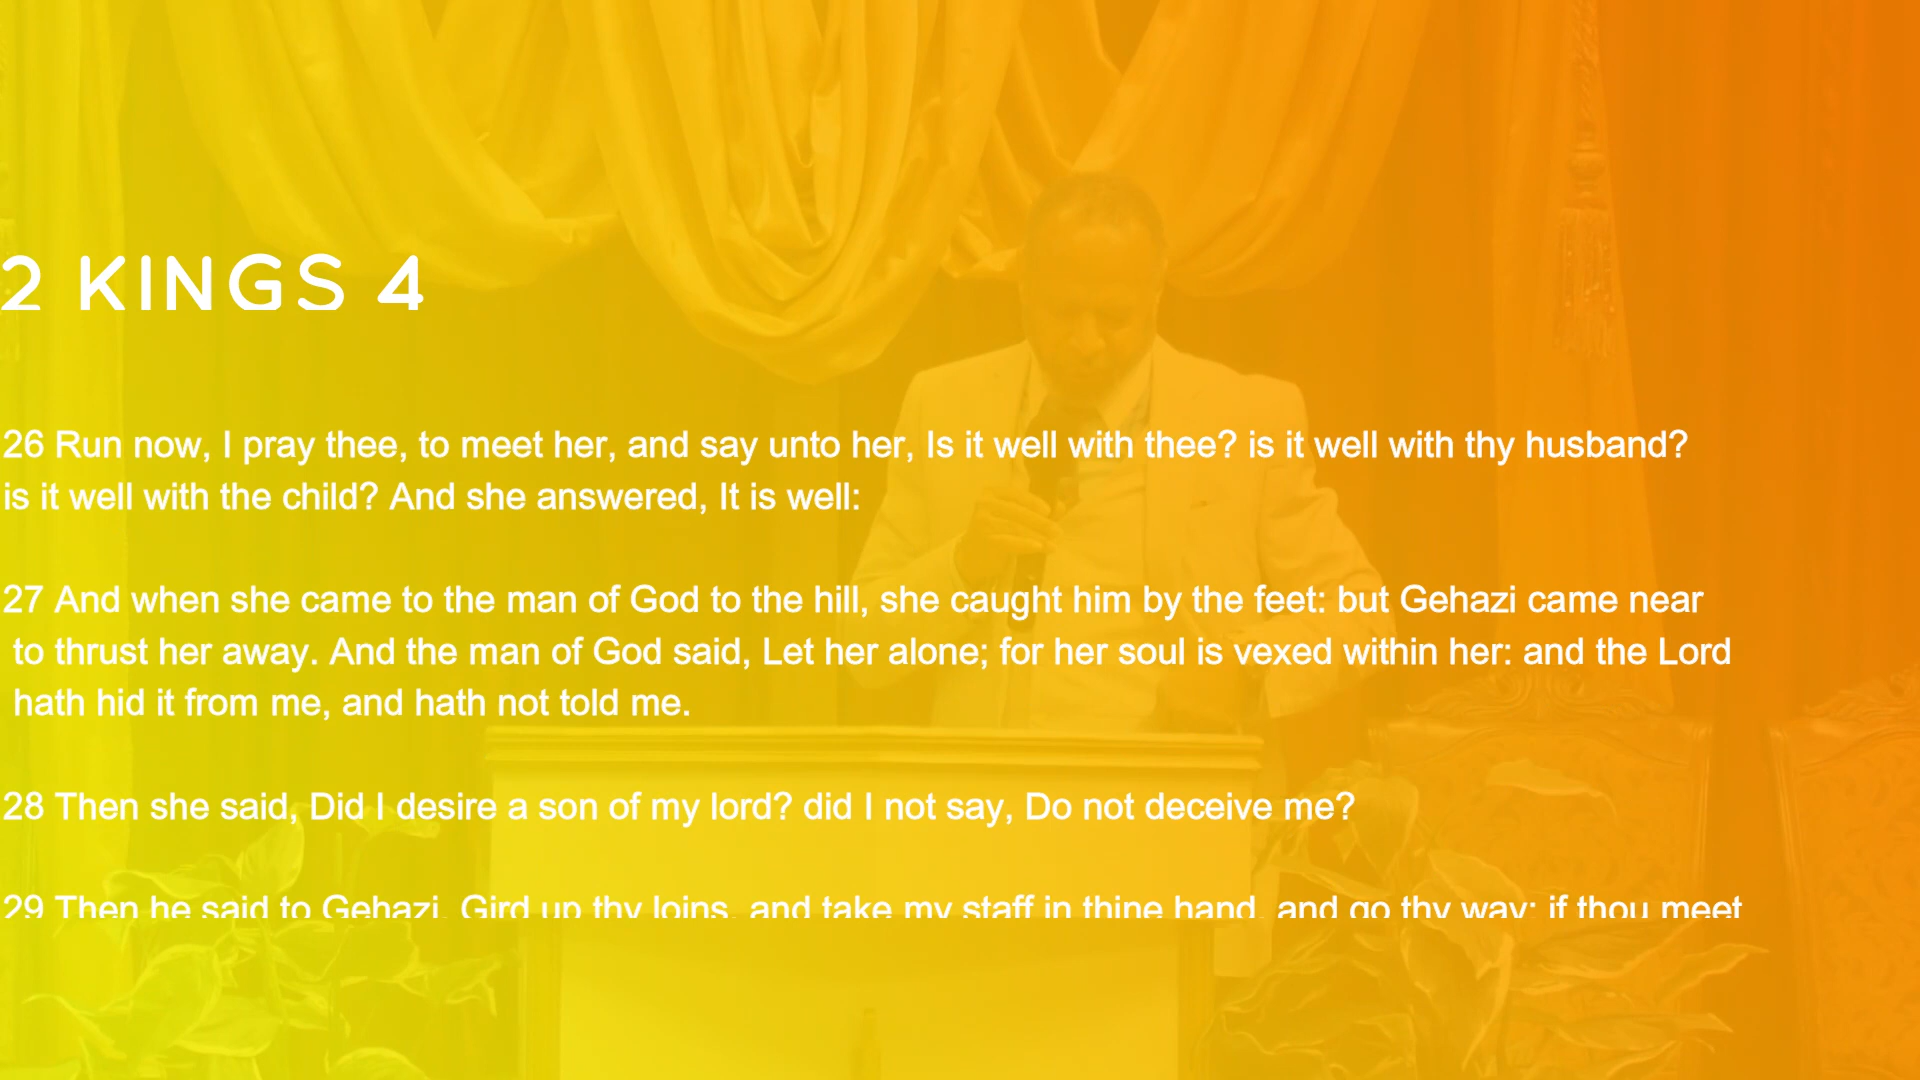 2 KINGS 4
26 Run now, I pray thee, to meet her, and say unto her, Is it well with thee? is it well with thy husband?
is it well with the child? And she answered, It is well:
27 And when she came to the man of God to the hill, she caught him by the feet: but Gehazi came near
to thrust her away. And the man of God said, Let her alone; for her soul is vexed within her: and the Lord
hath hid it from me, and hath not told me.
28 Then she said, Did I desire a son of my lord? did I not say, Do not deceive me?
29 Then he said to Gehazi, Gird up thy loins, and take my staff in thine hand, and go thy way: if thou meet